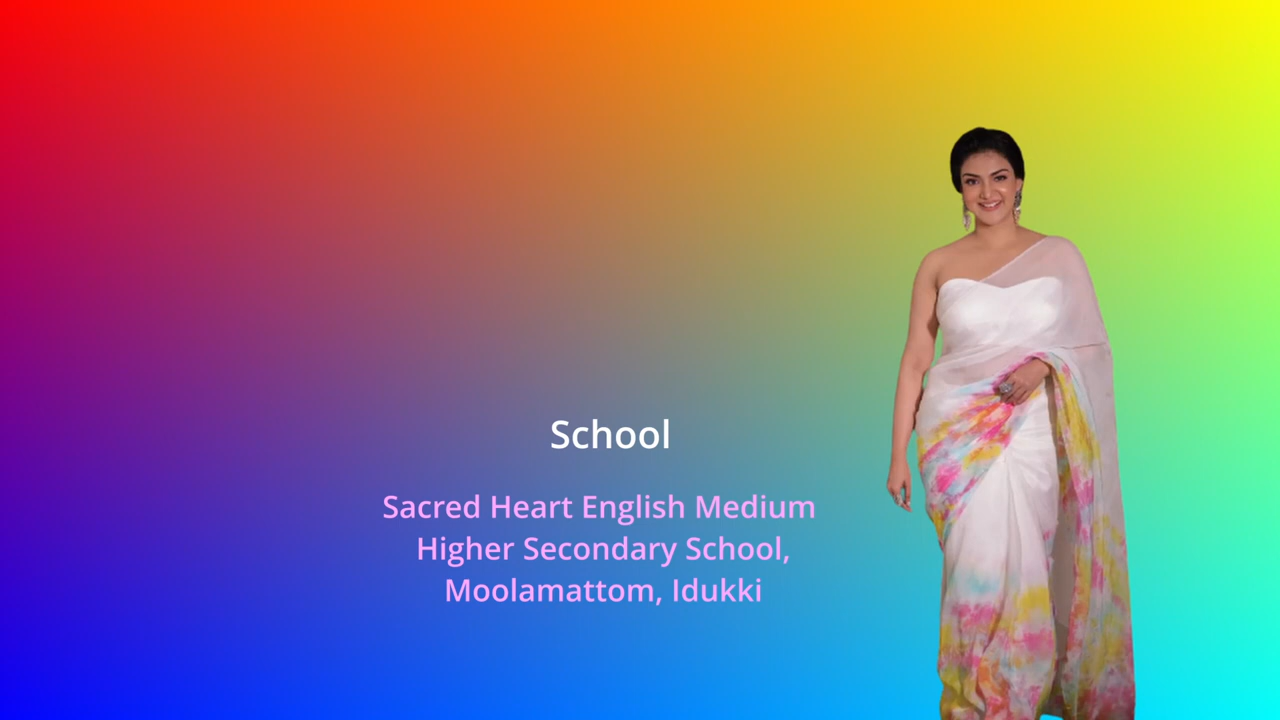 School
Sacred Heart English Medium
Higher Secondary School,
Moolamattom, Idukki